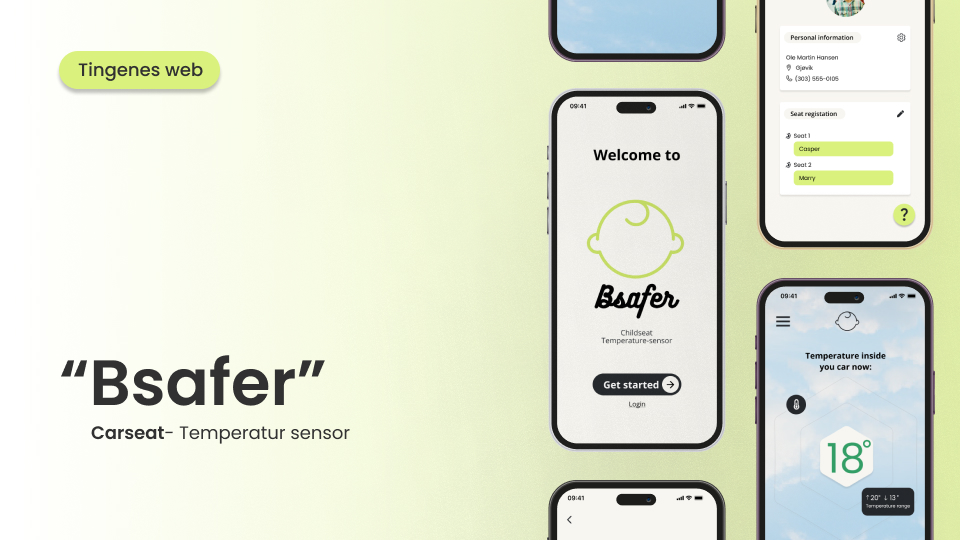 Tingenes web
“Bsafer”
Carseat- Temperatur sensor
09:41
Welcome to
Bsafer
Childseat
Temperature-sensor
Get started
Login
09:41
Personal information
Ole Martin Hansen
Gjøvik
(303) 555-0105
Seat registation
Seat 1
Casper
Seat 2
Marry
?
09:41
Temperature inside
you car now:
18°
↑ 20° ↓ 13°
Temperature range